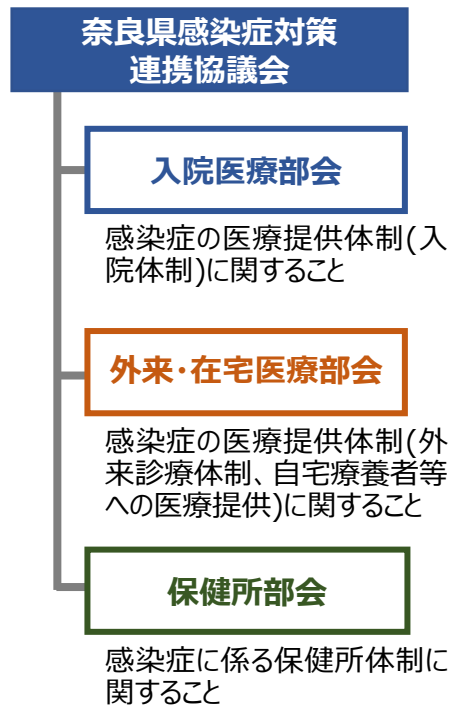 奈良県感染症対策
連携協議会
入院医療部会
感染症の医療提供体制(入
院体制)に関すること
外来・在宅医療部会
感染症の医療提供体制(外
来診療体制、自宅療養者等
への医療提供)に関すること
保健所部会
感染症に係る保健所体制に
関すること